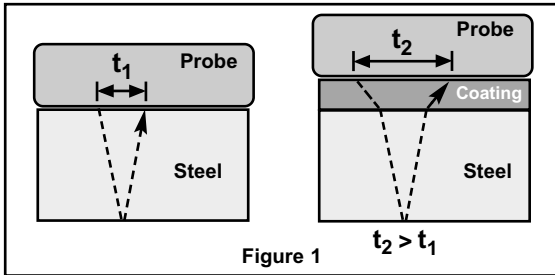 Probe
t1
Steel
Probe
t2
Coating
Steel
t2 > t1
Figure 1